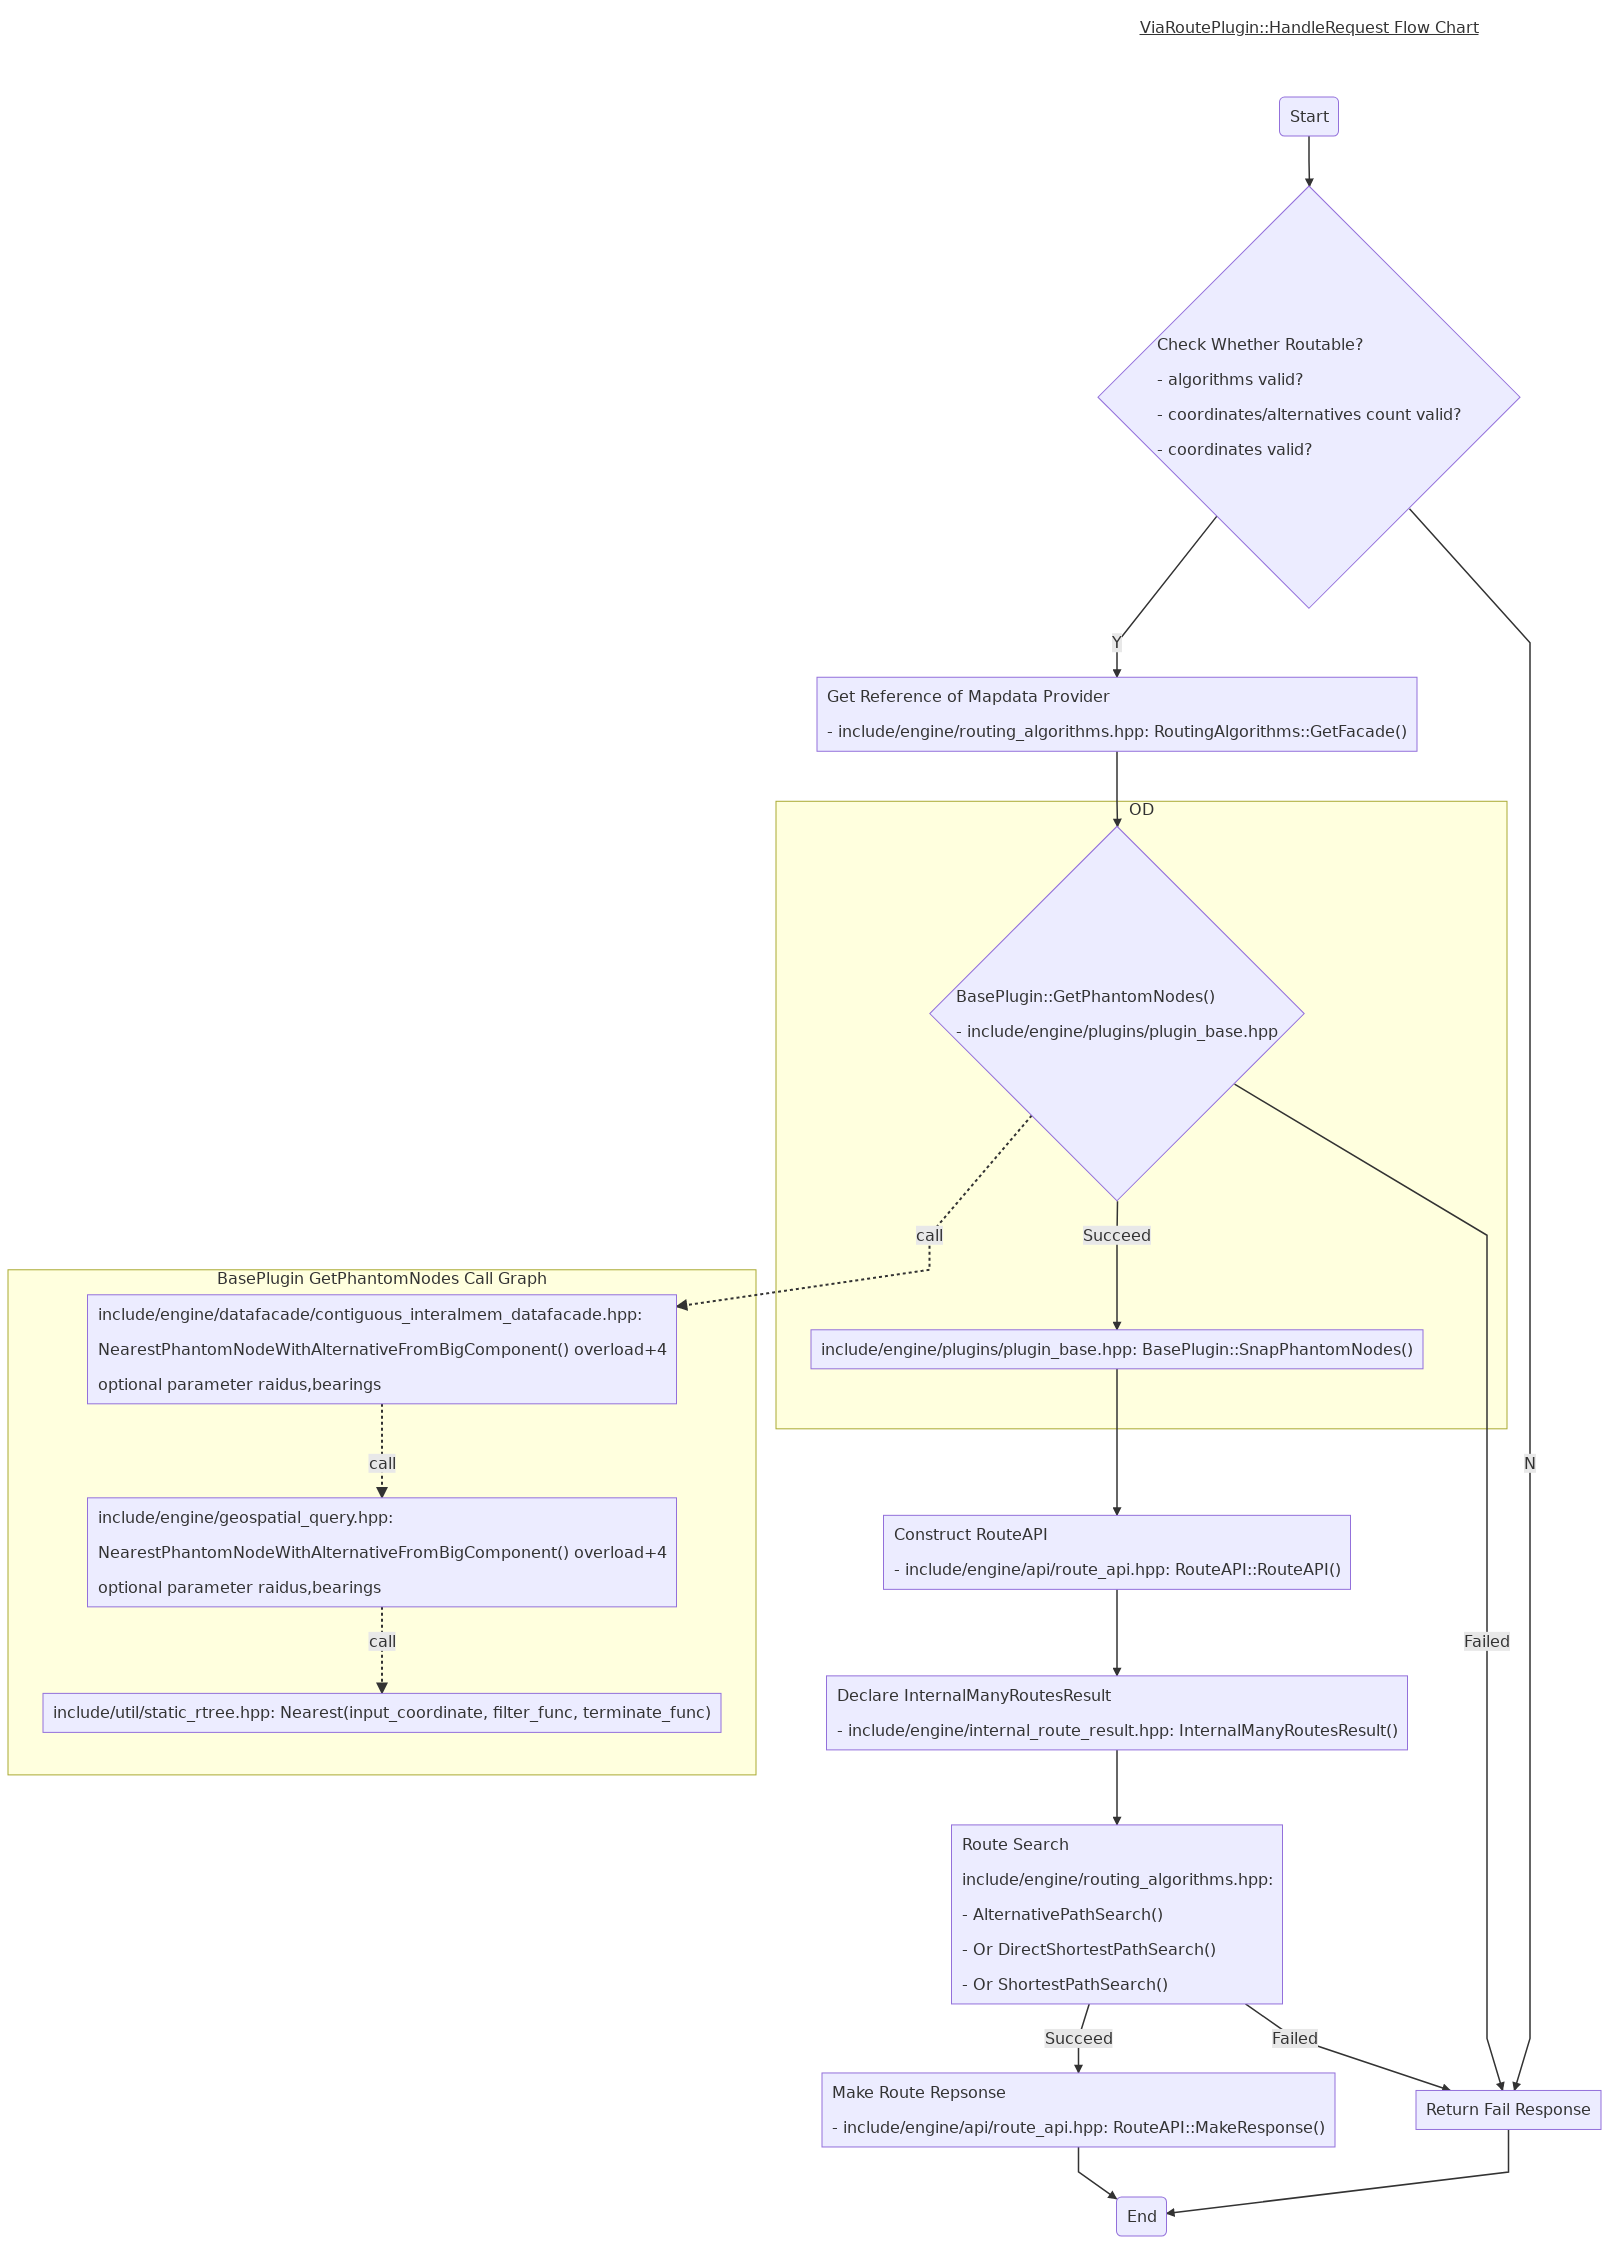 ViaRoutePlugin::HandleRequest Flow Chart
Start
Check Whether Routable?
- algorithms valid?
- coordinates/alternatives count valid?
- coordinates valid?
Y
Get Reference of Mapdata Provider
- include/engine/routing_algorithms.hpp: RoutingAlgorithms::GetFacade()
OD
BasePlugin::GetPhantomNodes()
- include/engine/plugins/plugin_base.hpp
call
Succeed
BasePlugin GetPhantomNodes Call Graph
include/engine/datafacade/contiguous_interalmem_datafacade.hpp:
NearestPhantomNodeWithAlternativeFromBigComponent() overload+4
optional parameter raidus,bearings
include/engine/plugins/plugin_base.hpp: BasePlugin::SnapPhantomNodes()
call
N
include/engine/geospatial_query.hpp:
NearestPhantomNodeWithAlternativeFromBigComponent() overload+4
optional parameter raidus,bearings
Construct RouteAPI
- include/engine/api/route_api.hpp: RouteAPI::RouteAPI()
call
Failed
include/util/static_rtree.hpp: Nearest(input_coordinate, filter_func, terminate_func)
Declare InternalManyRoutesResult
- include/engine/internal_route_result.hpp: InternalManyRoutesResult()
Route Search
include/engine/routing_algorithms.hpp:
- AlternativePathSearch()
- Or DirectShortestPathSearch()
- Or ShortestPathSearch()
Succeed
Failed
Make Route Repsonse
- include/engine/api/route_api.hpp: RouteAPI::MakeResponse()
Return Fail Response
End